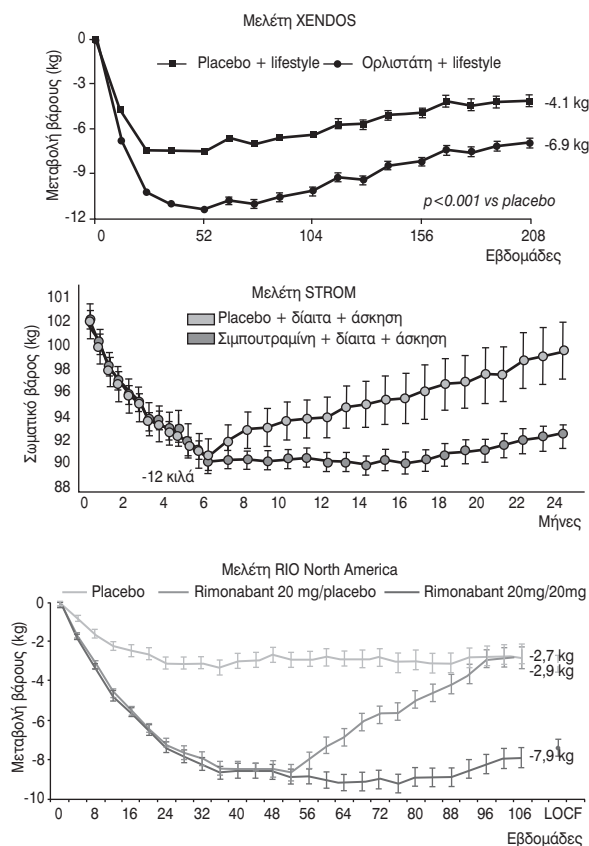 Μελέτη XENDOS
Placebo + lifestyle
Ορλιστάτη + lifestyle
Μεταβολή βάρους (kg)
0
-3
-6
-9
-12
-4.1 kg
-6.9 kg
p<0.001 vs placebo
0 52 104 156 208
Εβδομάδες
Μελέτη STROM
Placebo + δίαιτα + άσκηση
Σιμπουτραμίνη + δίαιτα + άσκηση
Σωματικό βάρος (kg)
101
102
100
98
96
94
92
90
88
-12 κιλά
0 2 4 6 8 10 12 14 16 18 20 22 24
Μήνες
Μελέτη RIO North America
Placebo
Rimonabant 20 mg/placebo
Rimonabant 20mg/20mg
Μεταβολή βάρους (kg)
0
-2
-4
-6
-8
-10
-2,7 kg
-2,9 kg
-7,9 kg
0 8 16 24 32 40 48 56 64 72 80 88 96 106 LOCF
Εβδομάδες